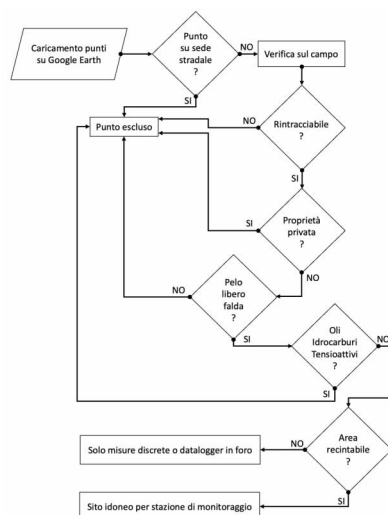 Caricamento punti
su Google Earth
Punto
su sede
stradale
?
NO
Verifica sul campo
SI
Punto escluso
NO
Rintracciabile
?
SI
SI
Proprietà
privata
?
NO
NO
Pelo
libero
falda
?
SI
Oli
Idrocarburi
Tensioattivi
?
NO
SI
Solo misure discrete o datalogger in foro
NO
Area
recintabile
?
SI
Sito idoneo per stazione di monitoraggio